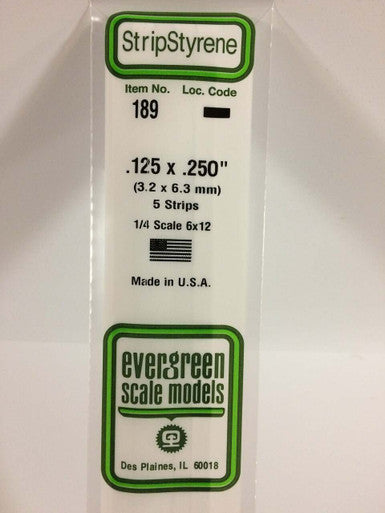 StripStyrene
Item No. Loc. Code
189
.125 x .250"
(3.2 x 6.3 mm)
5 Strips
1/4 Scale 6x12
Made in U.S.A.
evergreen
scale models
Des Plaines, IL 60018